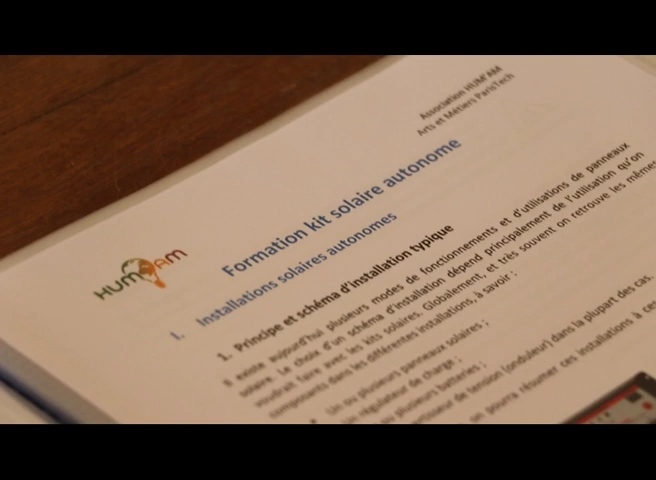 Association HUM'AM
Arts et Métiers ParisTech
HUM AM
Formation kit solaire autonome
I. Installations solaires autonomes
1. Principe et schéma d'installation typique
Il existe aujourd'hui plusieurs modes de fonctionnements et d'utilisations de panneaux
solaire. Le choix d'un schéma d'installation dépend principalement de l'utilisation qu'on
voudrait faire avec les kits solaires. Globalement, et très souvent on retrouve les mêmes
composants dans les différentes installations, à savoir :
Un ou plusieurs panneaux solaires ;
Un régulateur de charge ;
ou plusieurs batteries ;
de tension (onduleur) dans la plupart des cas.
on pourra résumer ces installations à ces